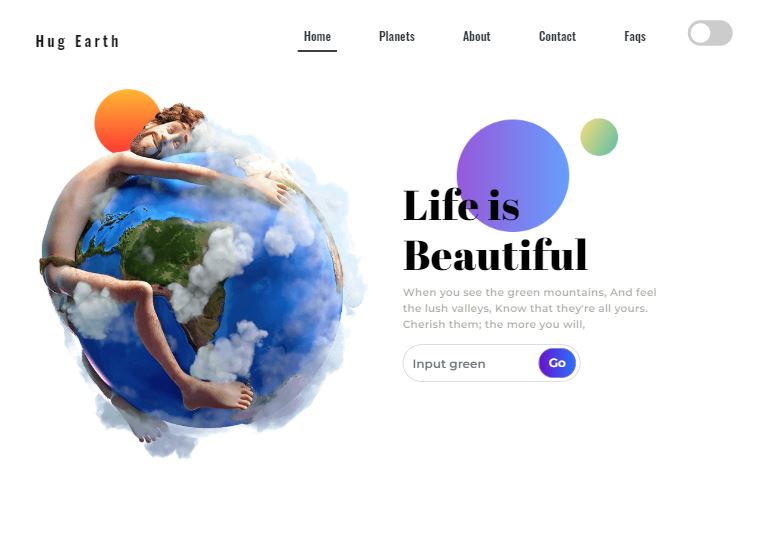 Hug Earth
Home Planets About Contact Faqs
Life is
Beautiful
When you see the green mountains, And feel
the lush valleys, Know that they're all yours.
Cherish them; the more you will,
Input green Go